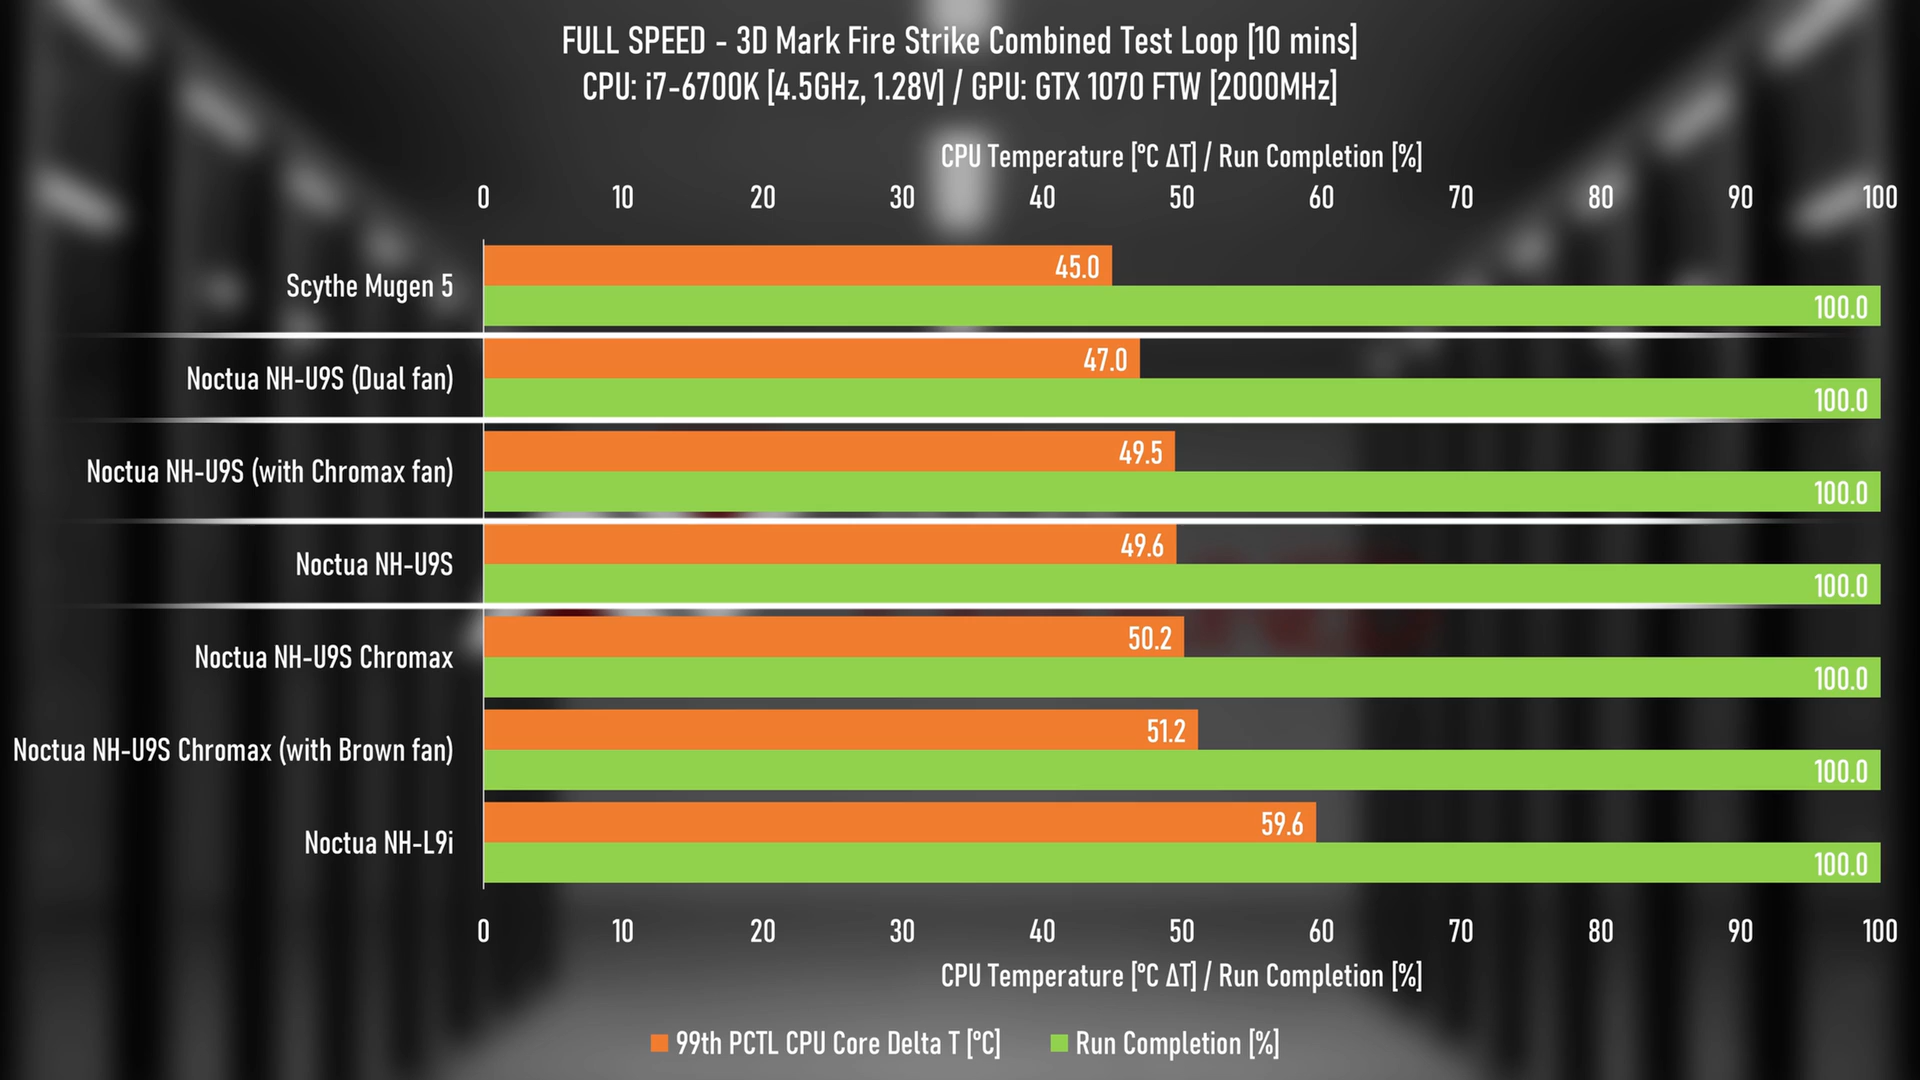 FULL SPEED - 3D Mark Fire Strike Combined Test Loop [10 mins]
CPU: i7-6700K [4.5GHz, 1.28V] / GPU: GTX 1070 FTW [2000MHz]
CPU Temperature [°C ΔT] / Run Completion [%]
0 10 20 30 40 50 60 70 80 90 100
Scythe Mugen 5
45.0
100.0
Noctua NH-U9S (Dual fan)
47.0
100.0
Noctua NH-U9S (with Chromax fan)
49.5
100.0
Noctua NH-U9S
49.6
100.0
Noctua NH-U9S Chromax
50.2
100.0
Noctua NH-U9S Chromax (with Brown fan)
51.2
100.0
Noctua NH-L9i
59.6
100.0
0 10 20 30 40 50 60 70 80 90 100
CPU Temperature [°C ΔT] / Run Completion [%]
99th PCTL CPU Core Delta T [°C] Run Completion [%]